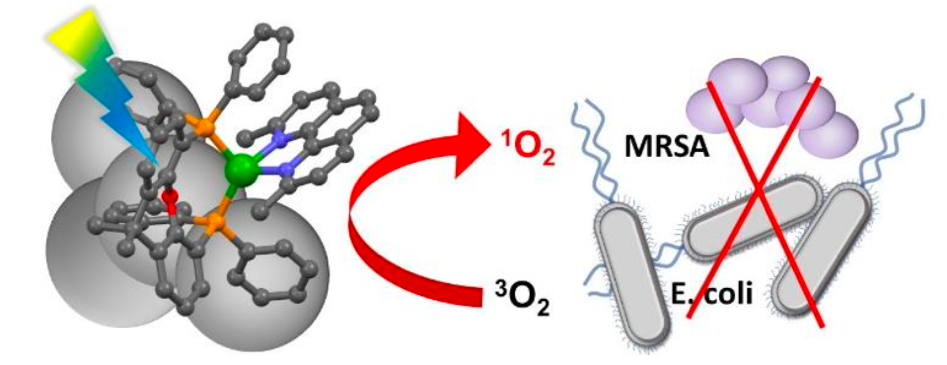 ¹O₂
MRSA
³O₂
E. coli